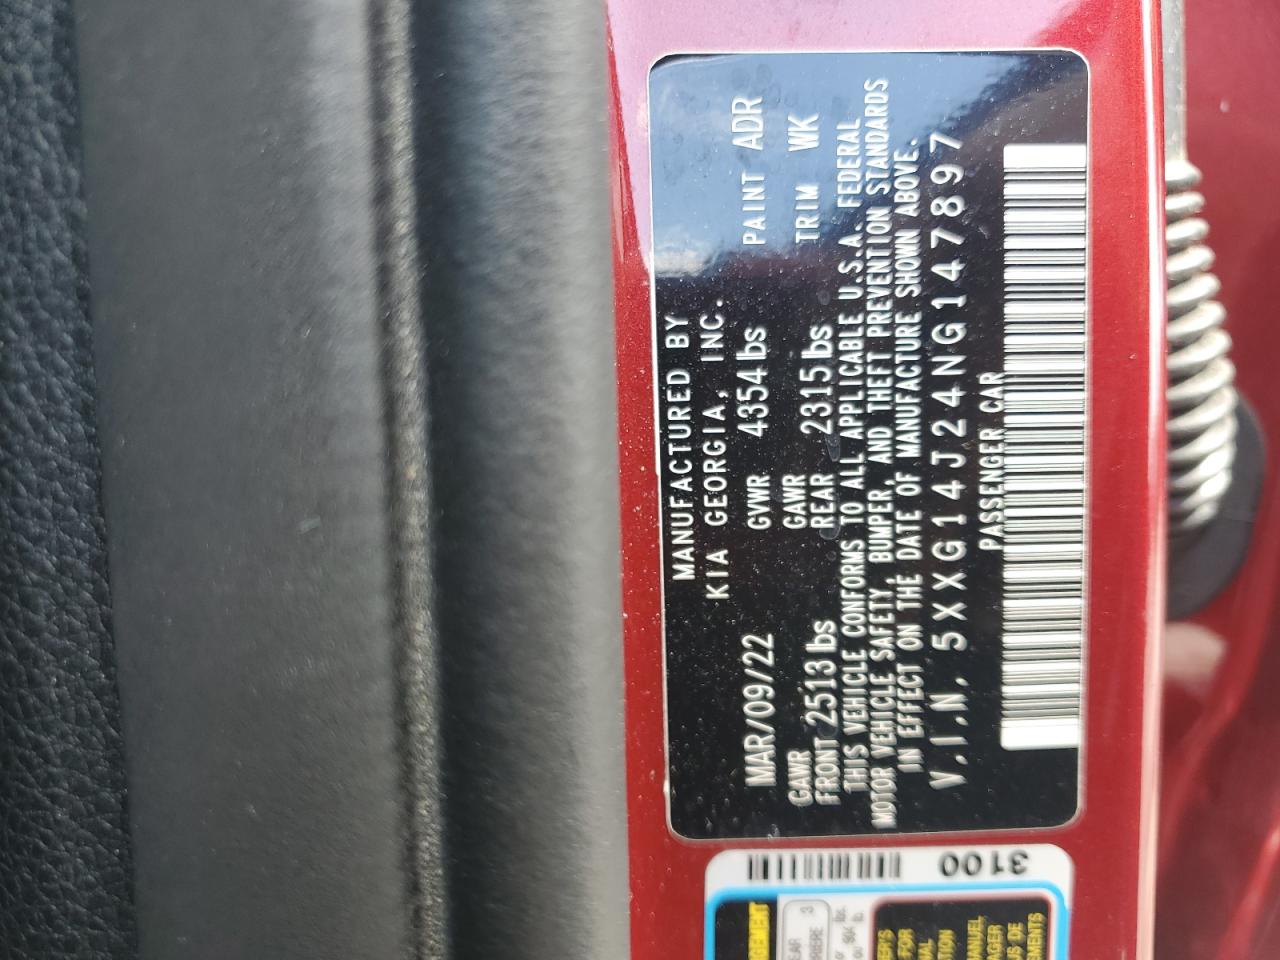 MANUFACTURED BY
KIA GEORGIA, INC.
MAR/09/22 GVWR 4354 lbs PAINT ADR
GAWR GAWR TRIM WK
FRONT 2513 lbs REAR 2315 lbs
THIS VEHICLE CONFORMS TO ALL APPLICABLE U.S.A. FEDERAL
MOTOR VEHICLE SAFETY, BUMPER, AND THEFT PREVENTION STANDARDS
IN EFFECT ON THE DATE OF MANUFACTURE SHOWN ABOVE.
V.I.N. 5XXG14J24NG147897
PASSENGER CAR
3100